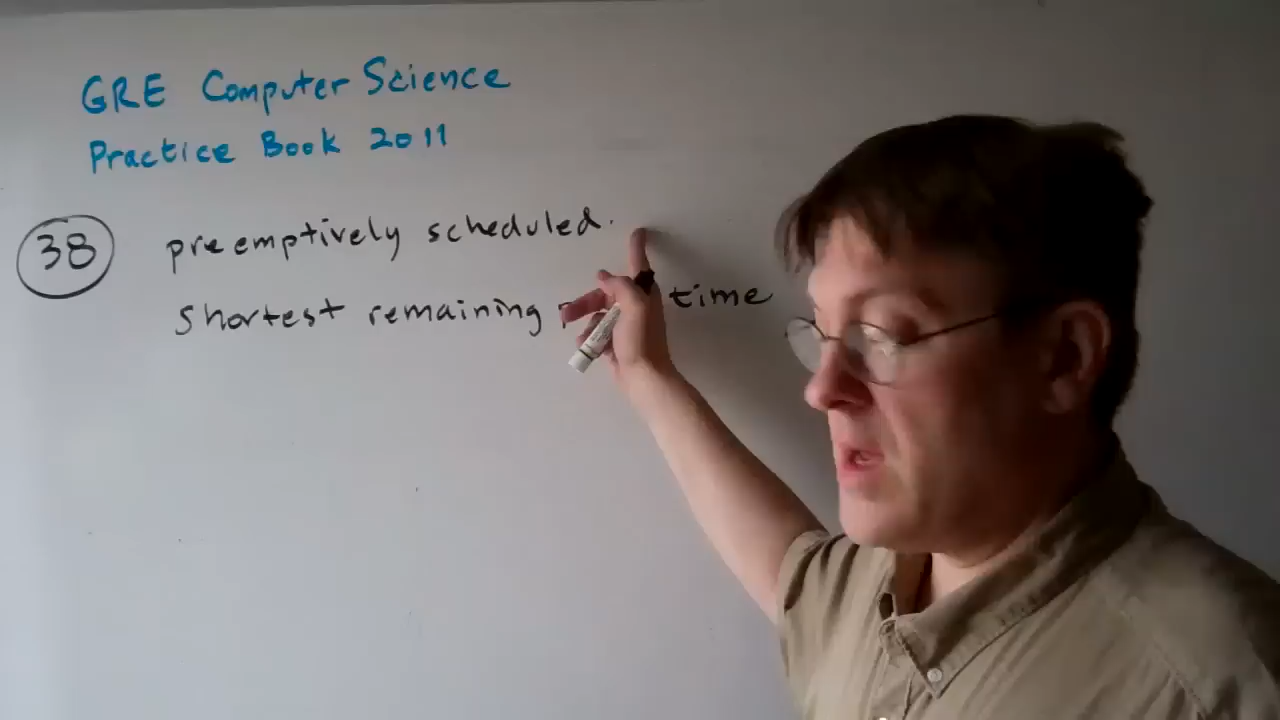 GRE Computer Science
Practice Book 2011
38 preemptively scheduled.
shortest remaining time